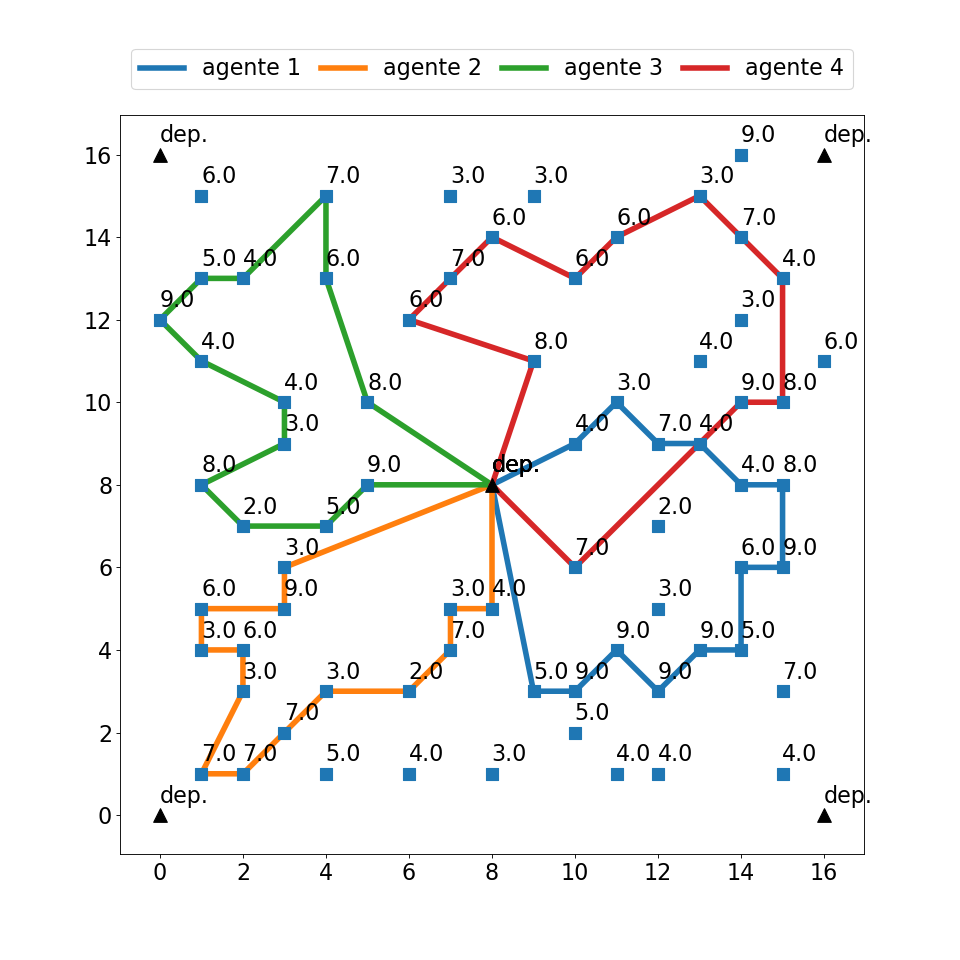 agente 1 agente 2 agente 3 agente 4
9.0
dep. dep.
16
6.0 7.0 3.0 3.0 3.0
6.0 6.0 7.0
14
5.0 4.0 6.0 7.0 6.0 4.0
9.0 6.0 3.0
12
4.0 8.0 4.0 6.0
4.0 8.0 3.0 9.0 8.0
10
3.0 4.0 7.0 4.0
8.0 9.0 dep. 4.0 8.0
8
2.0 5.0 2.0
3.0 7.0 6.0 9.0
6
6.0 9.0 3.0 4.0 3.0
3.0 6.0 7.0 9.0 9.0 5.0
4
3.0 3.0 2.0 5.0 9.0 9.0 7.0
7.0 5.0
2
7.0 7.0 5.0 4.0 3.0 4.0 4.0 4.0
dep. dep.
0
0 2 4 6 8 10 12 14 16